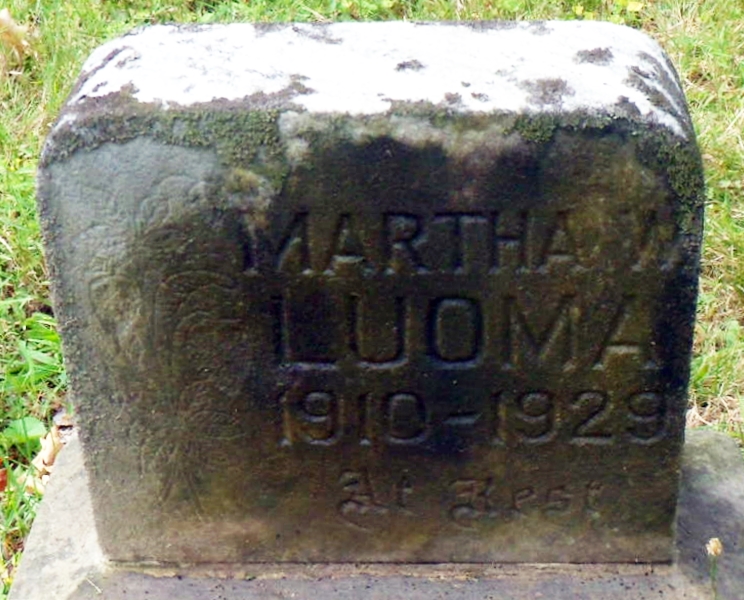 MARTHA W
LUOMA
1910-1929
At Rest